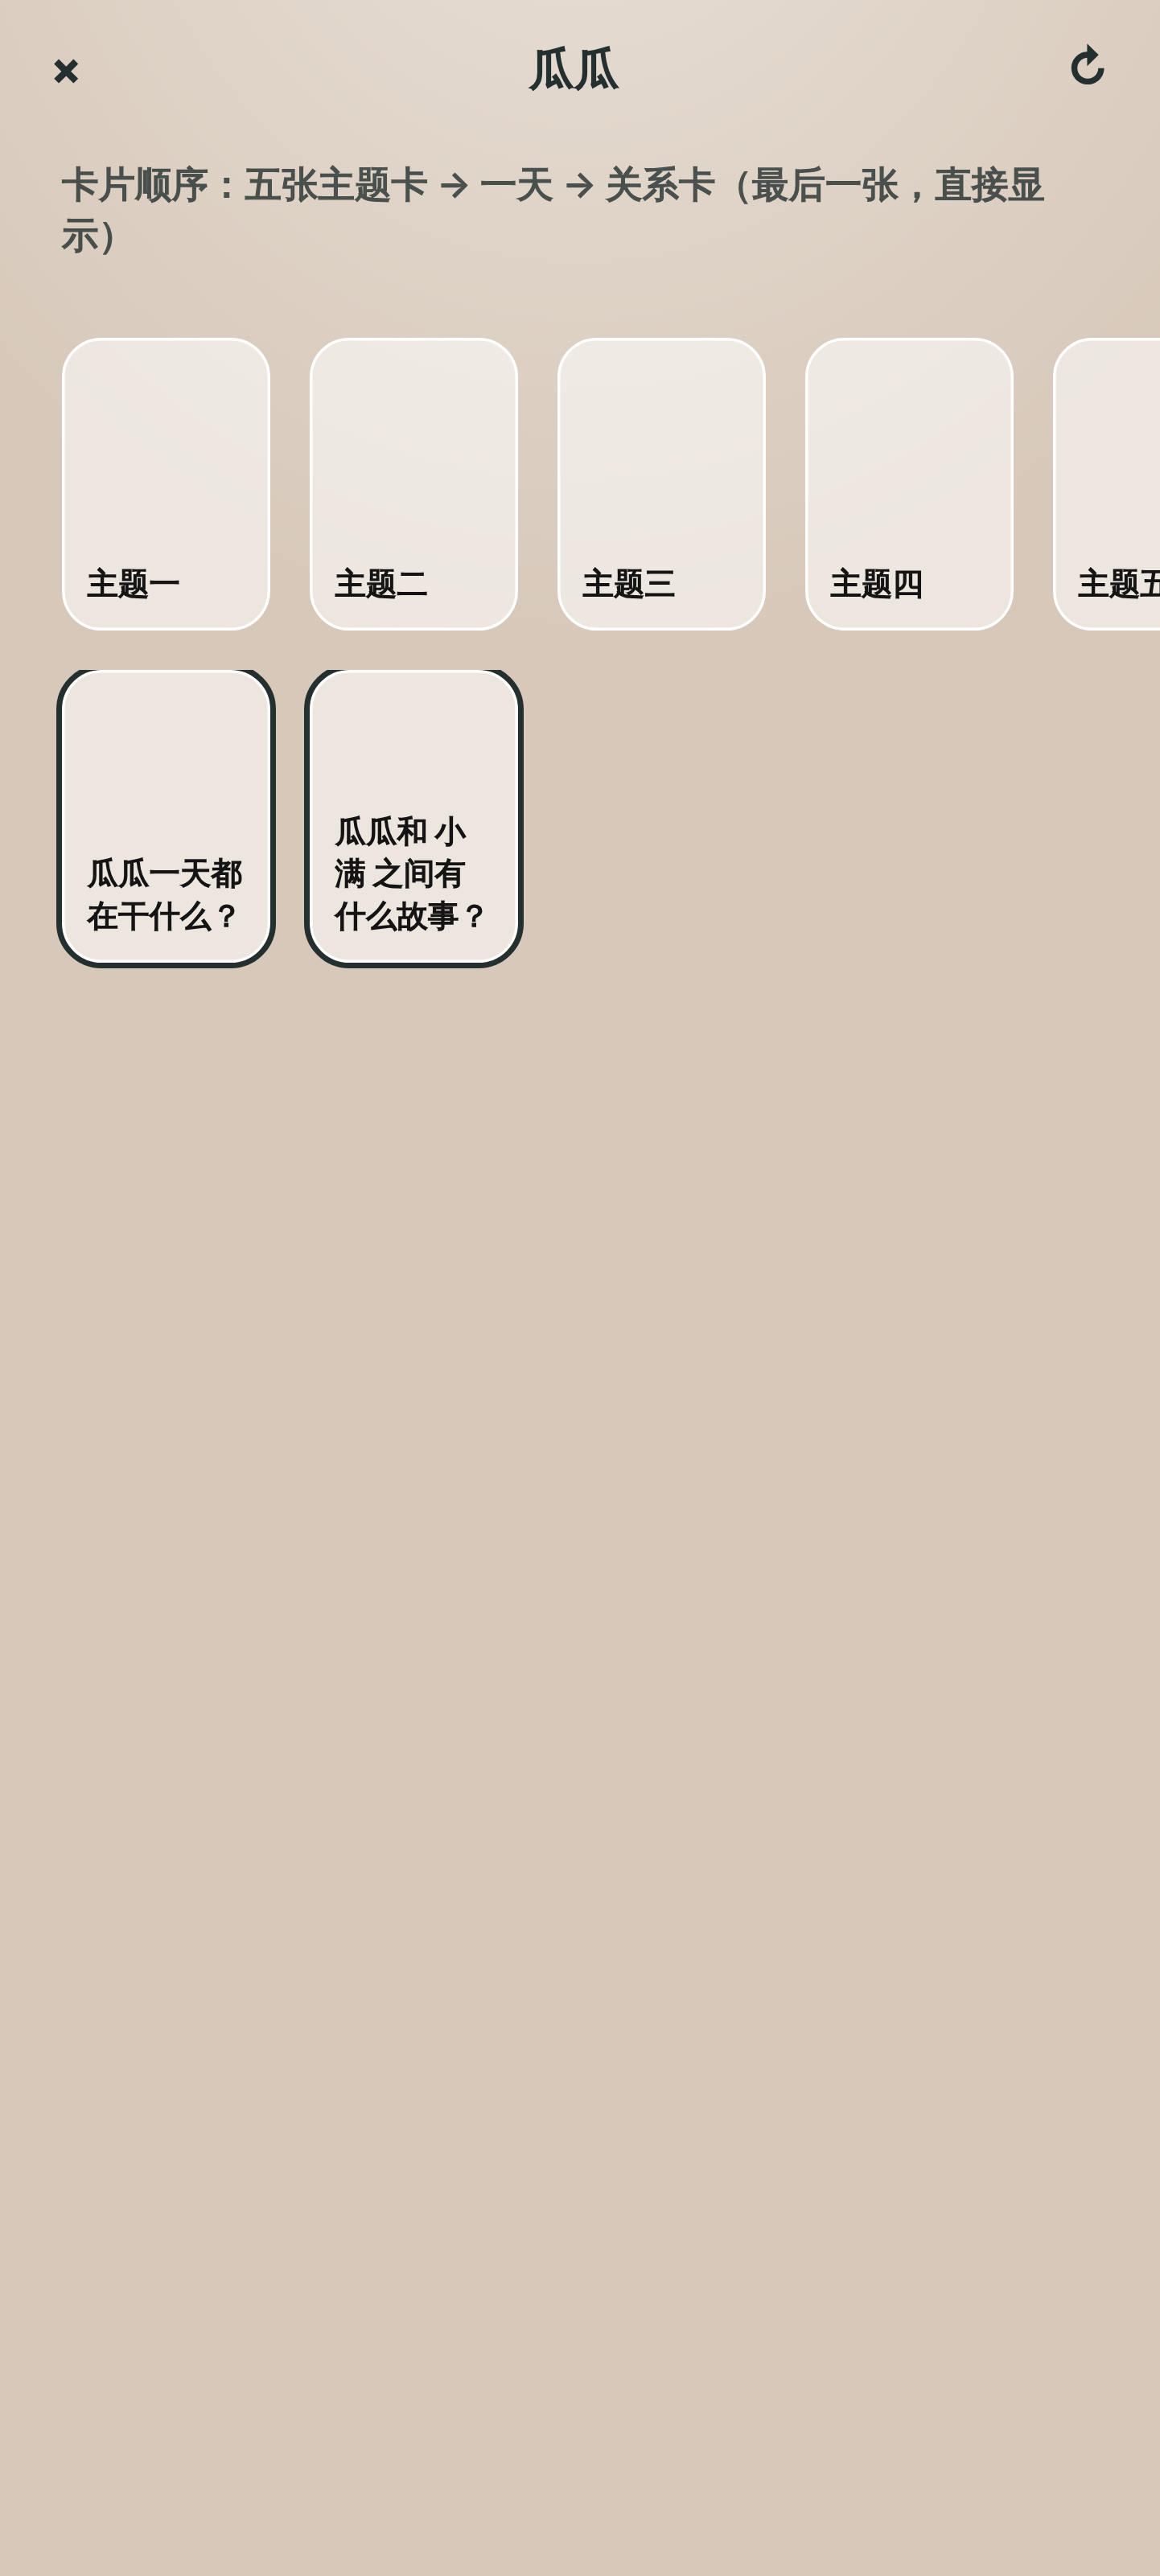 瓜瓜
卡片顺序：五张主题卡 → 一天 → 关系卡（最后一张，直接显
示）
主题一
主题二
主题三
主题四
主题五
瓜瓜一天都
在干什么？
瓜瓜和 小
满 之间有
什么故事？